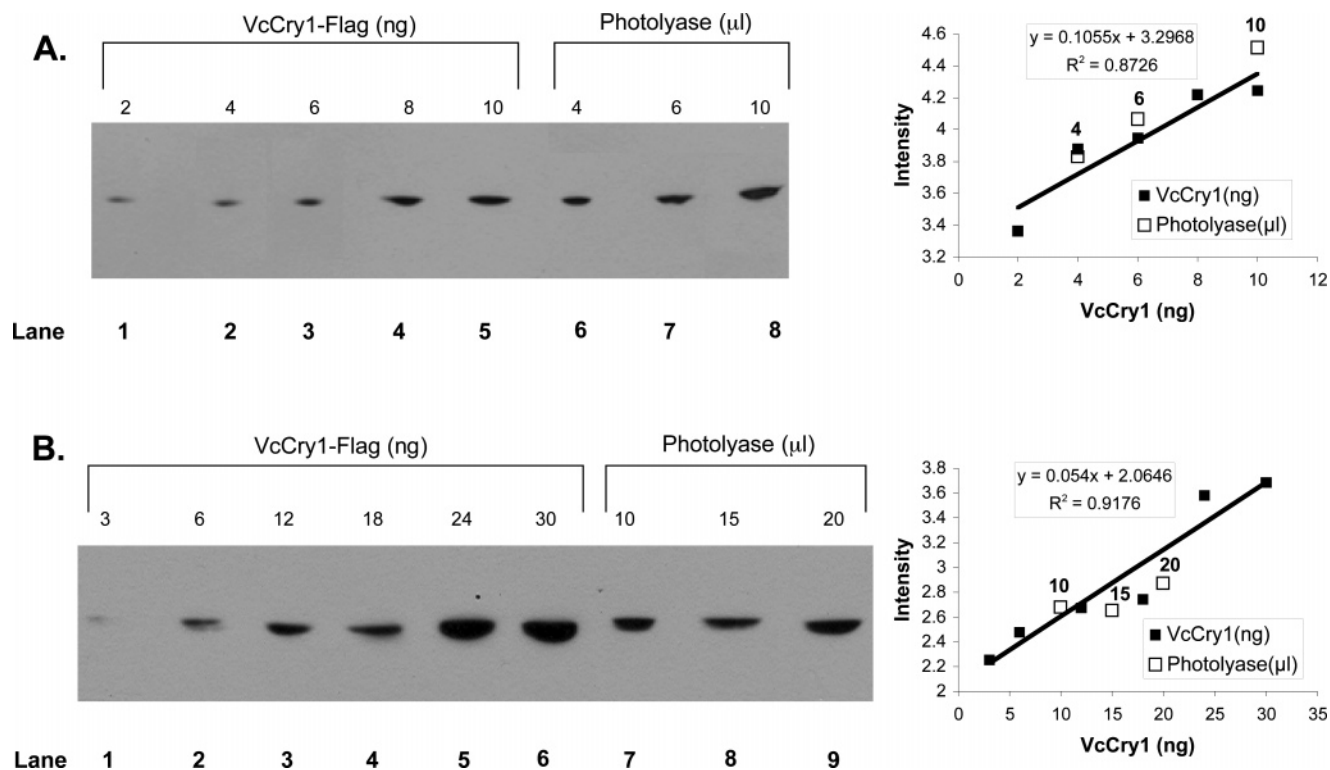 A.
VcCry1-Flag (ng) Photolyase (µl)
2 4 6 8 10 4 6 10
Lane 1 2 3 4 5 6 7 8
y = 0.1055x + 3.2968
R² = 0.8726
4.6
4.4
4.2
4
3.8
3.6
3.4
3.2
Intensity
4 6 10
VcCry1(ng)
Photolyase(µl)
0 2 4 6 8 10 12
VcCry1 (ng)
B.
VcCry1-Flag (ng) Photolyase (µl)
3 6 12 18 24 30 10 15 20
Lane 1 2 3 4 5 6 7 8 9
y = 0.054x + 2.0646
R² = 0.9176
3.8
3.6
3.4
3.2
3
2.8
2.6
2.4
2.2
2
Intensity
10 15 20
VcCry1(ng)
Photolyase(µl)
0 5 10 15 20 25 30 35
VcCry1 (ng)